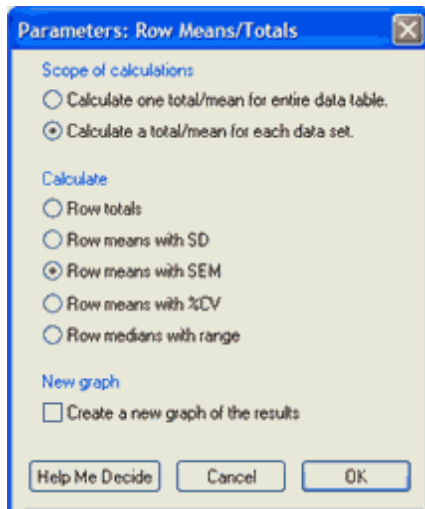 Parameters: Row Means/Totals
Scope of calculations
Calculate one total/mean for entire data table.
Calculate a total/mean for each data set.
Calculate
Row totals
Row means with SD
Row means with SEM
Row means with %CV
Row medians with range
New graph
Create a new graph of the results
Help Me Decide Cancel OK